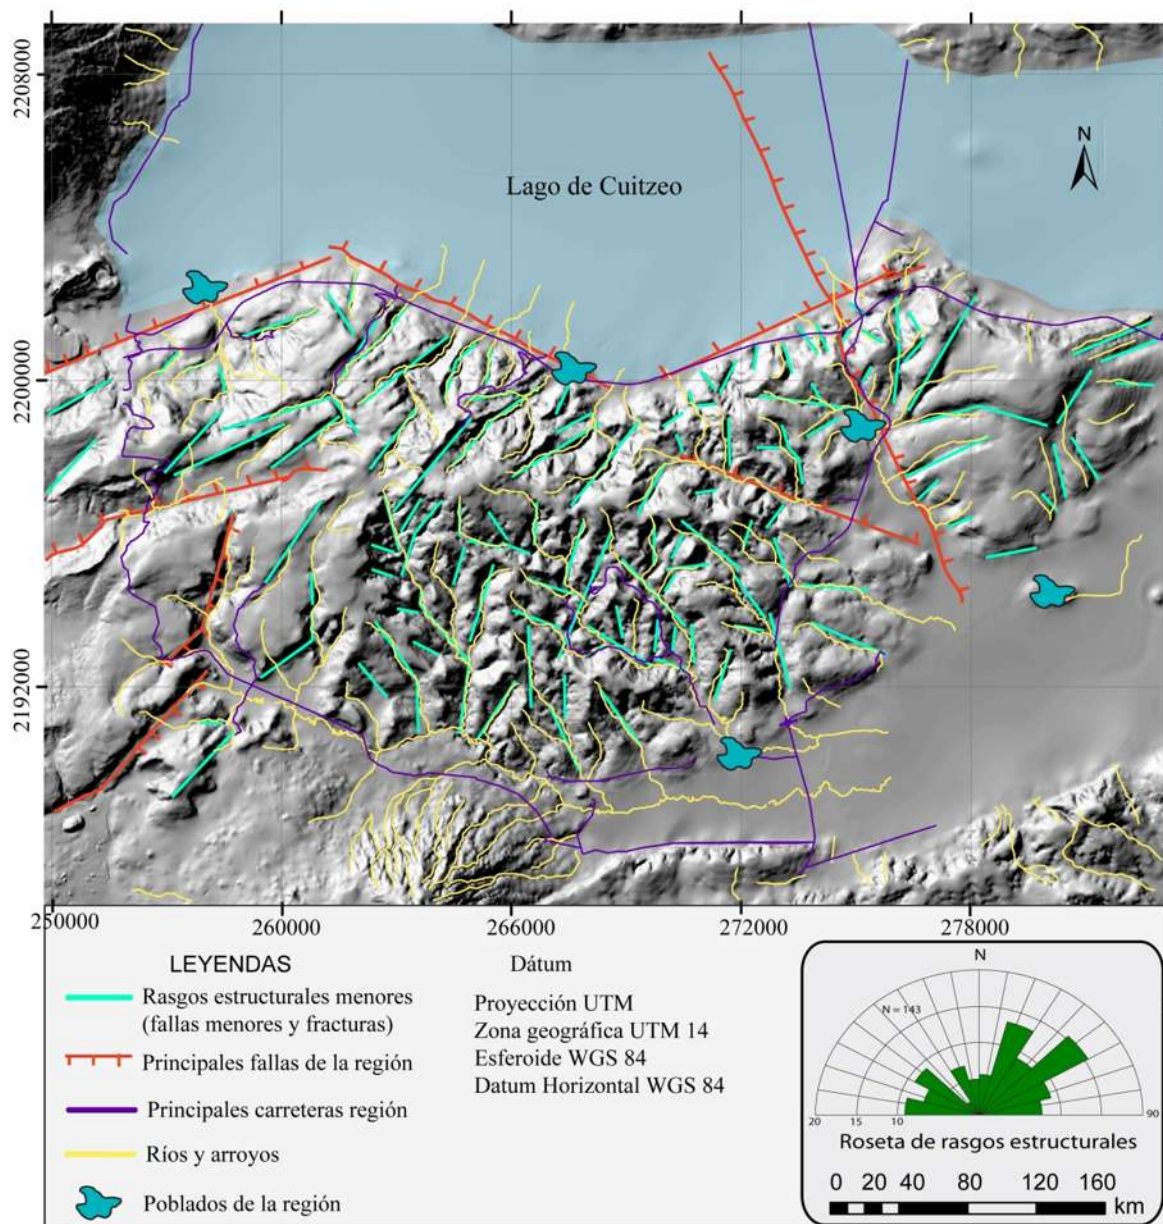 2208000
2200000
2192000
Lago de Cuitzeo
N
250000
260000
266000
272000
278000
LEYENDAS
Rasgos estructurales menores
(fallas menores y fracturas)
Principales fallas de la región
Principales carreteras región
Ríos y arroyos
Poblados de la región
Dátum
Proyección UTM
Zona geográfica UTM 14
Esferoide WGS 84
Datum Horizontal WGS 84
N
N = 143
90
20 15 10
Roseta de rasgos estructurales
0 20 40 80 120 160
km